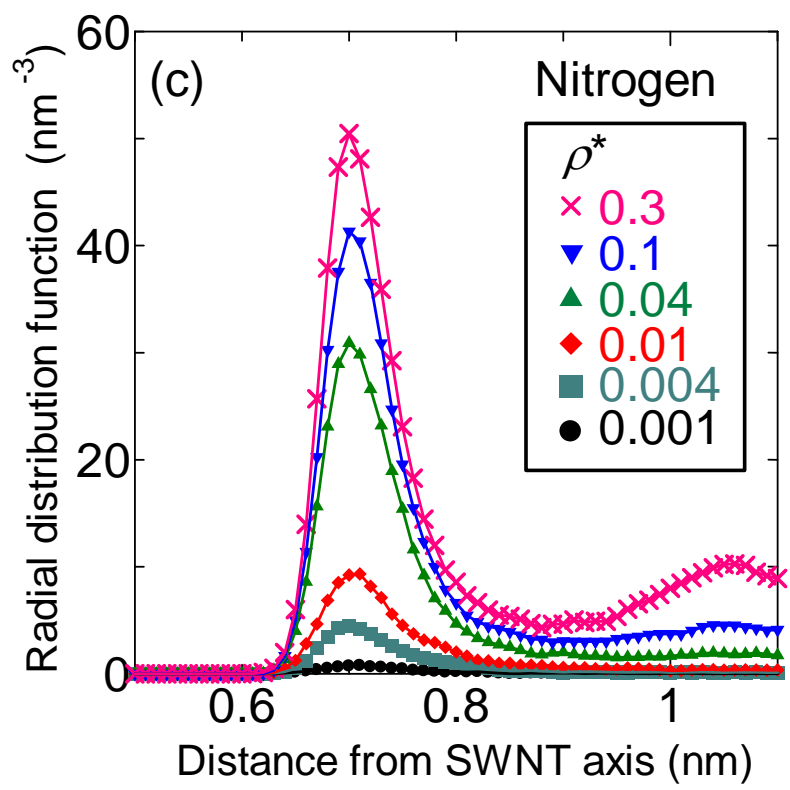 60
(c)
Nitrogen
ρ*
0.3
0.1
0.04
0.01
0.004
0.001
40
20
0
0.6
0.8
1
Radial distribution function (nm⁻³)
Distance from SWNT axis (nm)